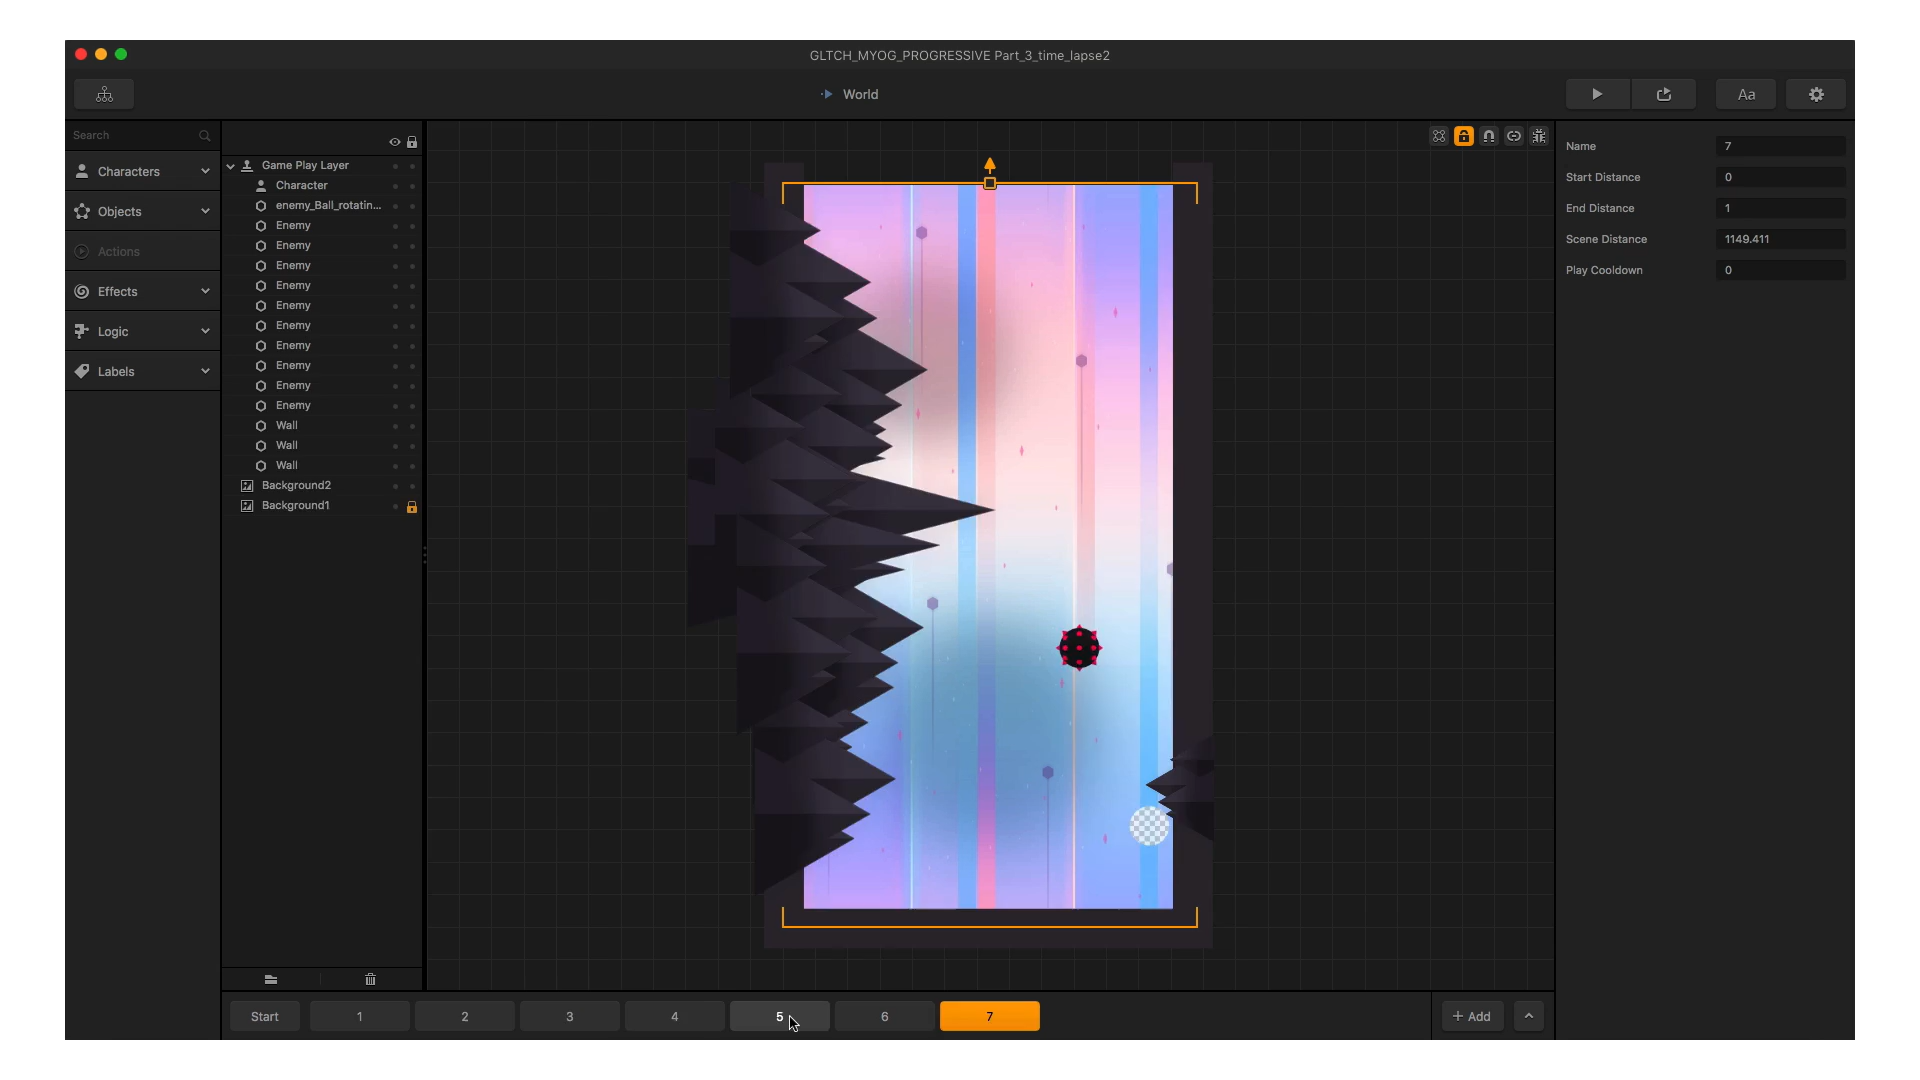 GLTCH_MYOG_PROGRESSIVE Part_3_time_lapse2
World
Aa
Search
Characters
Objects
Actions
Effects
Logic
Labels
Game Play Layer
Character
enemy_Ball_rotatin...
Enemy
Enemy
Enemy
Enemy
Enemy
Enemy
Enemy
Enemy
Enemy
Enemy
Wall
Wall
Wall
Background2
Background1
Name 7
Start Distance 0
End Distance 1
Scene Distance 1149.411
Play Cooldown 0
Start 1 2 3 4 5 6 7 + Add